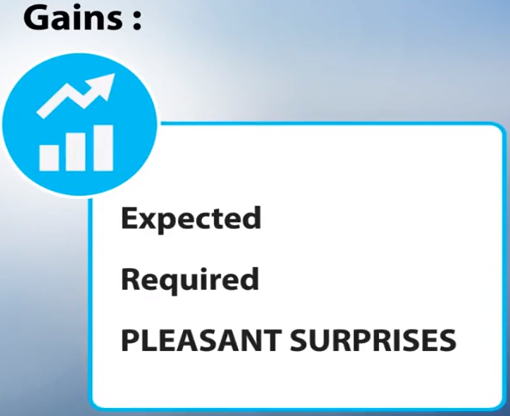 Gains :
Expected
Required
PLEASANT SURPRISES